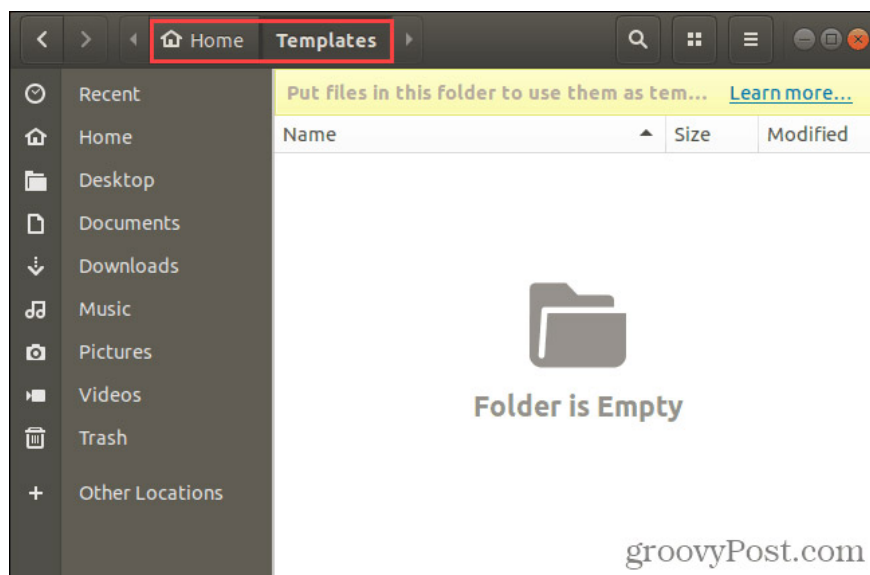 Home Templates
Recent
Home
Desktop
Documents
Downloads
Music
Pictures
Videos
Trash
Other Locations
Put files in this folder to use them as tem... Learn more...
Name Size Modified
Folder is Empty
groovyPost.com